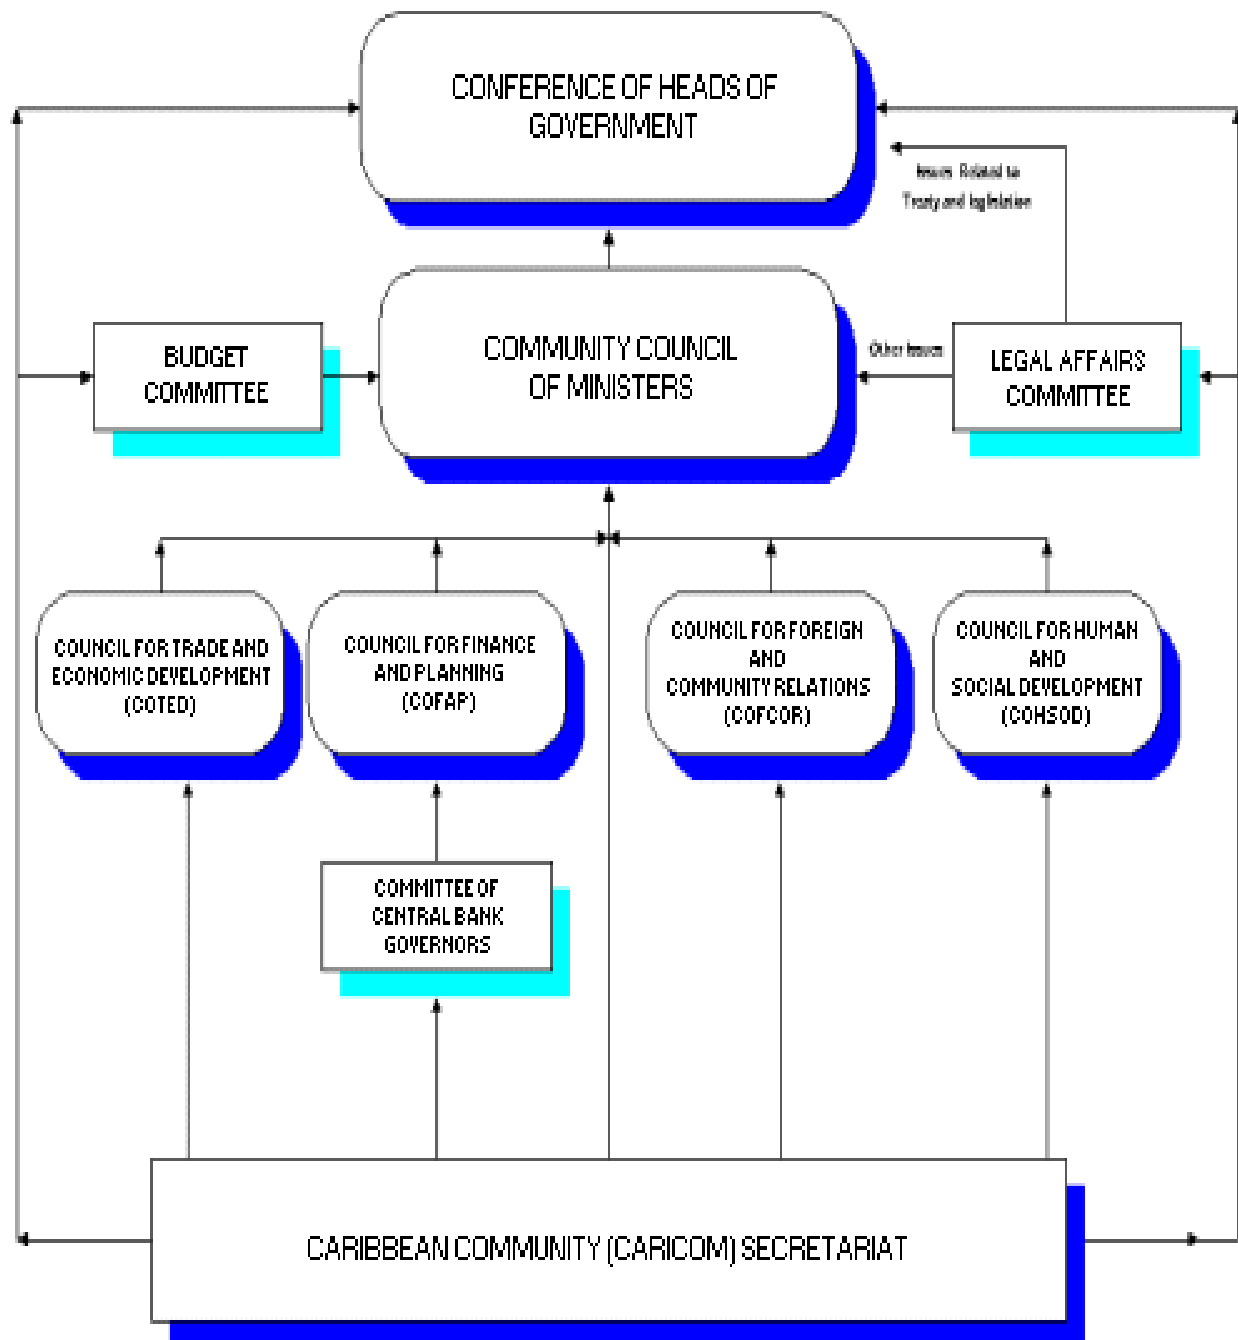 CONFERENCE OF HEADS OF
GOVERNMENT
Issues Related to
Treaty and legislation
BUDGET
COMMITTEE
COMMUNITY COUNCIL
OF MINISTERS
Other Issues
LEGAL AFFAIRS
COMMITTEE
COUNCIL FOR TRADE AND
ECONOMIC DEVELOPMENT
(COTED)
COUNCIL FOR FINANCE
AND PLANNING
(COFAP)
COUNCIL FOR FOREIGN
AND
COMMUNITY RELATIONS
(COFCOR)
COUNCIL FOR HUMAN
AND
SOCIAL DEVELOPMENT
(COHSOD)
COMMITTEE OF
CENTRAL BANK
GOVERNORS
CARIBBEAN COMMUNITY (CARICOM) SECRETARIAT